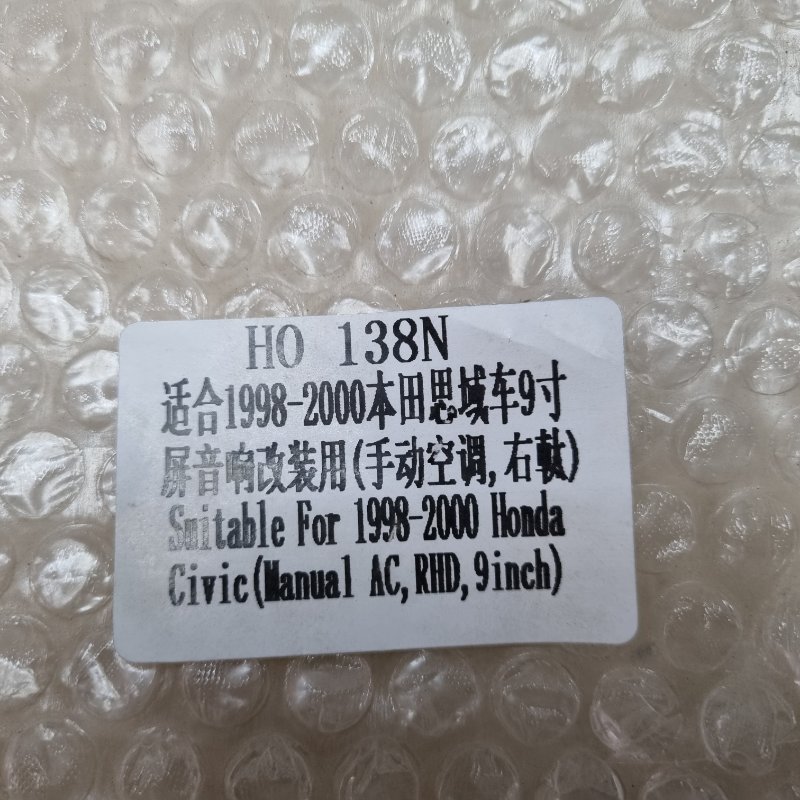 HO 138N
适合1998-2000本田思域车9寸
屏音响改装用(手动空调,右軚)
Suitable For 1998-2000 Honda
Civic(Manual AC,RHD,9inch)